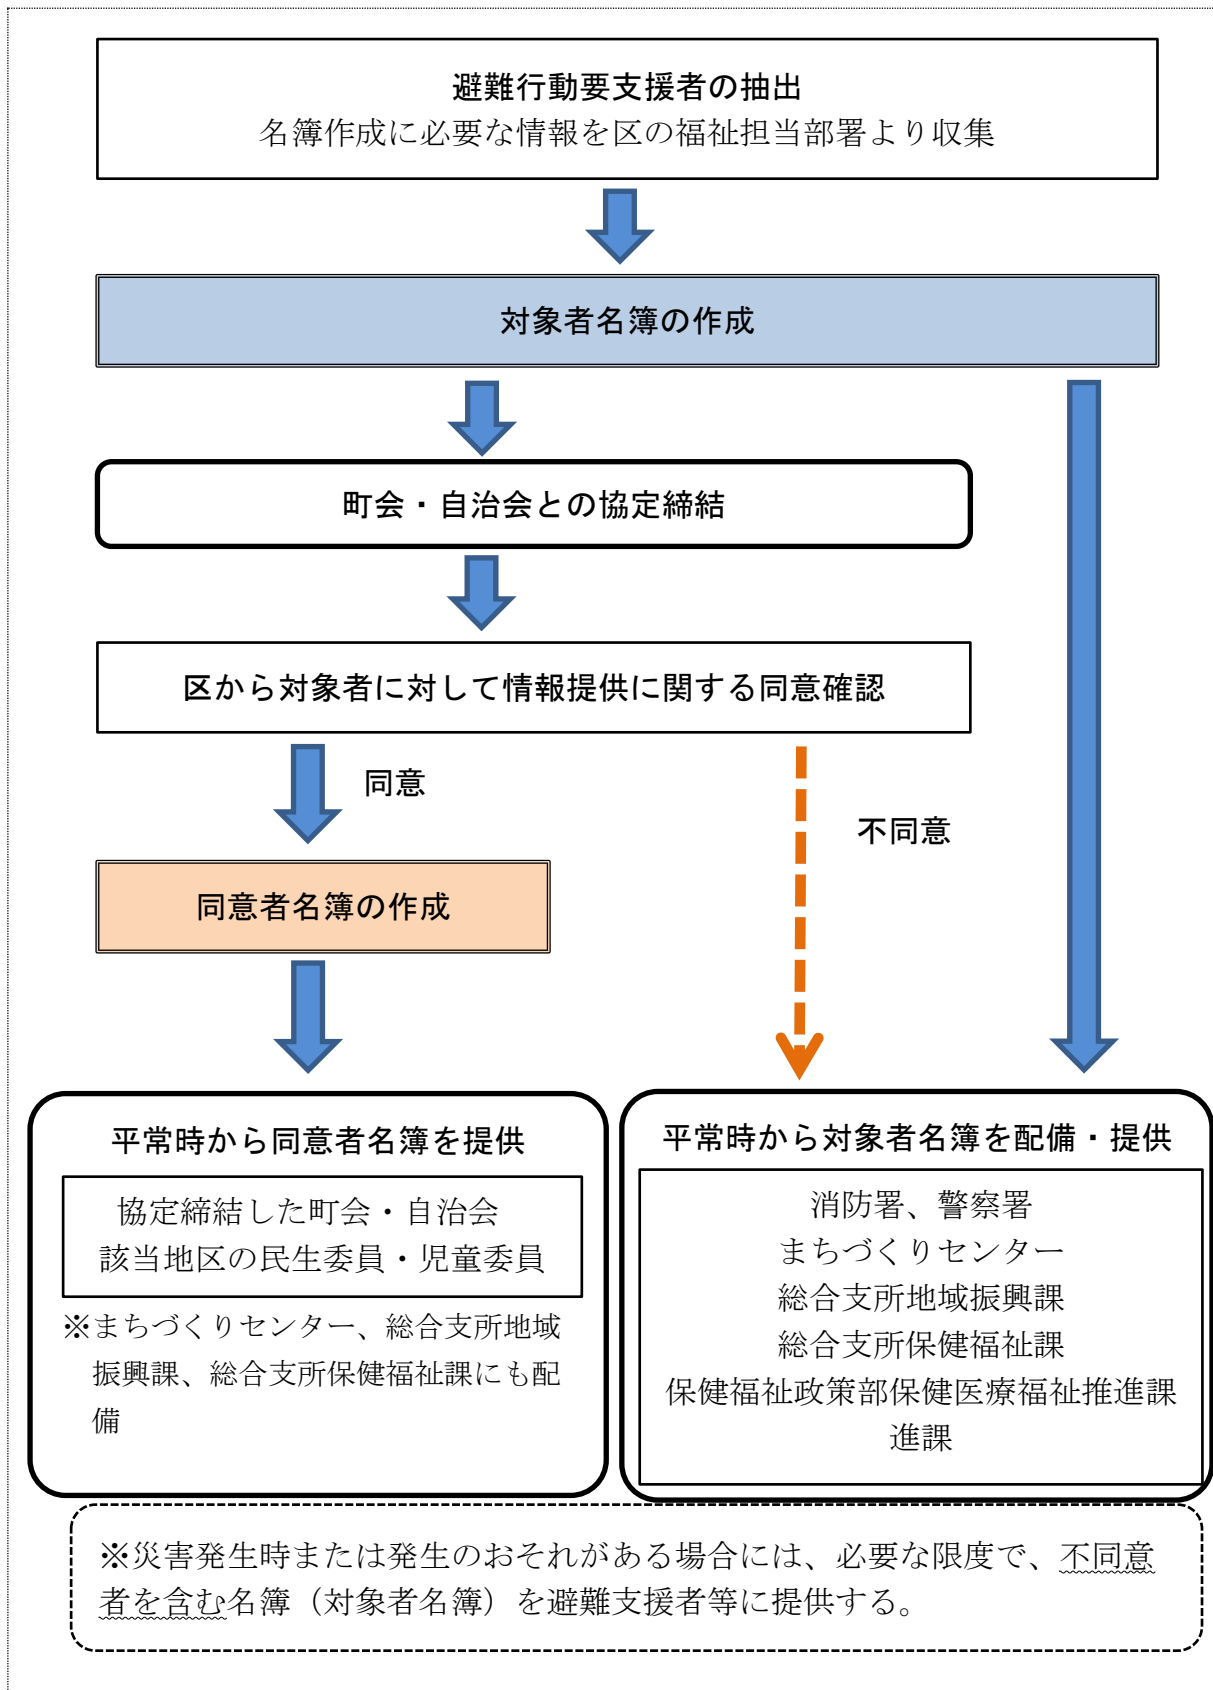 避難行動要支援者の抽出
名簿作成に必要な情報を区の福祉担当部署より収集
対象者名簿の作成
町会・自治会との協定締結
区から対象者に対して情報提供に関する同意確認
同意
不同意
同意者名簿の作成
平常時から同意者名簿を提供
協定締結した町会・自治会
該当地区の民生委員・児童委員
※まちづくりセンター、総合支所地域
振興課、総合支所保健福祉課にも配
備
平常時から対象者名簿を配備・提供
消防署、警察署
まちづくりセンター
総合支所地域振興課
総合支所保健福祉課
保健福祉政策部保健医療福祉推進課
進課
※災害発生時または発生のおそれがある場合には、必要な限度で、不同意
者を含む名簿（対象者名簿）を避難支援者等に提供する。